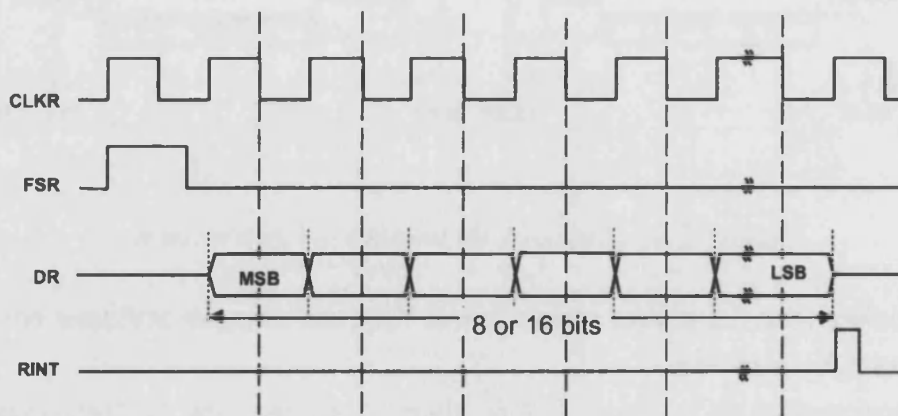 CLKR
FSR
DR
MSB
LSB
8 or 16 bits
RINT